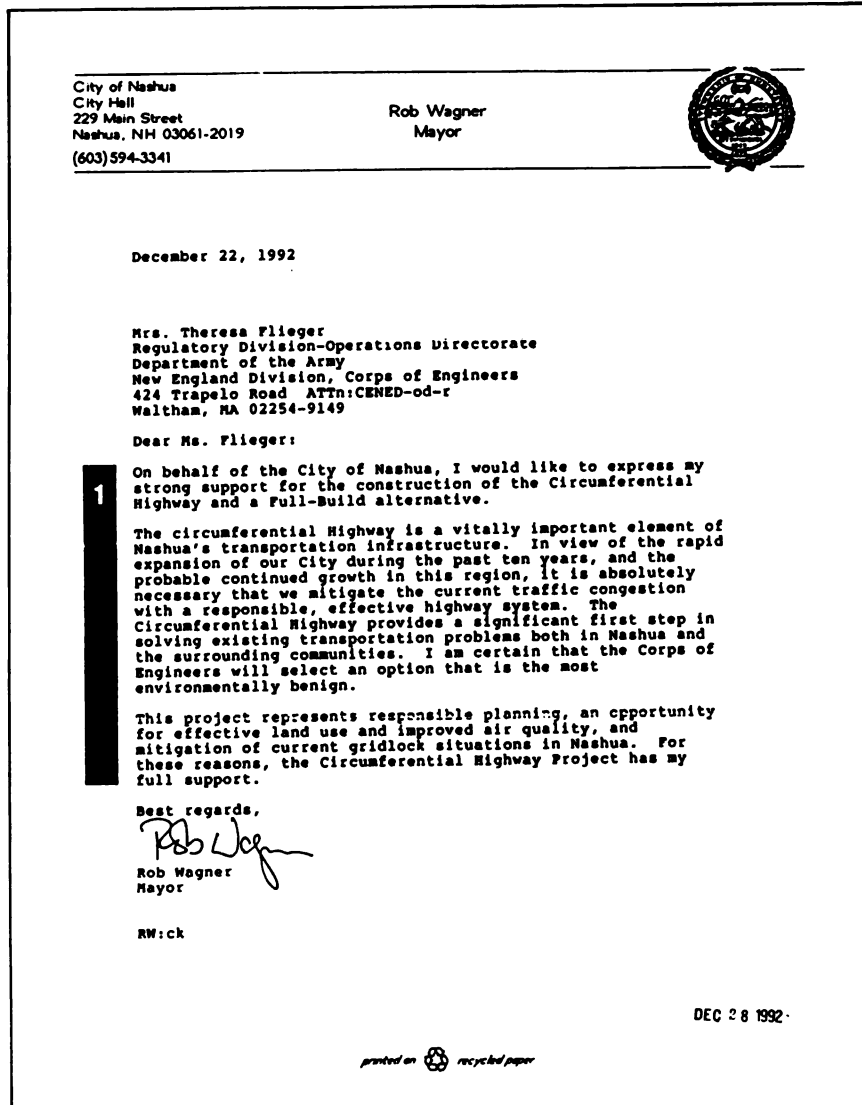 City of Nashua
City Hall
229 Main Street
Nashua, NH 03061-2019
(603) 594-3341
Rob Wagner
Mayor
December 22, 1992
Mrs. Theresa Flieger
Regulatory Division-Operations Directorate
Department of the Army
New England Division, Corps of Engineers
424 Trapelo Road ATTn:CENED-od-r
Waltham, MA 02254-9149
Dear Ms. Flieger:
1
On behalf of the City of Nashua, I would like to express my
strong support for the construction of the Circumferential
Highway and a Full-Build alternative.
The circumferential Highway is a vitally important element of
Nashua's transportation infrastructure. In view of the rapid
expansion of our City during the past ten years, and the
probable continued growth in this region, it is absolutely
necessary that we mitigate the current traffic congestion
with a responsible, effective highway system. The
Circumferential Highway provides a significant first step in
solving existing transportation problems both in Nashua and
the surrounding communities. I am certain that the Corps of
Engineers will select an option that is the most
environmentally benign.
This project represents responsible planning, an opportunity
for effective land use and improved air quality, and
mitigation of current gridlock situations in Nashua. For
these reasons, the Circumferential Highway Project has my
full support.
Best regards,
Rob Wagner
Rob Wagner
Mayor
RW:ck
DEC 28 1992
printed on recycled paper